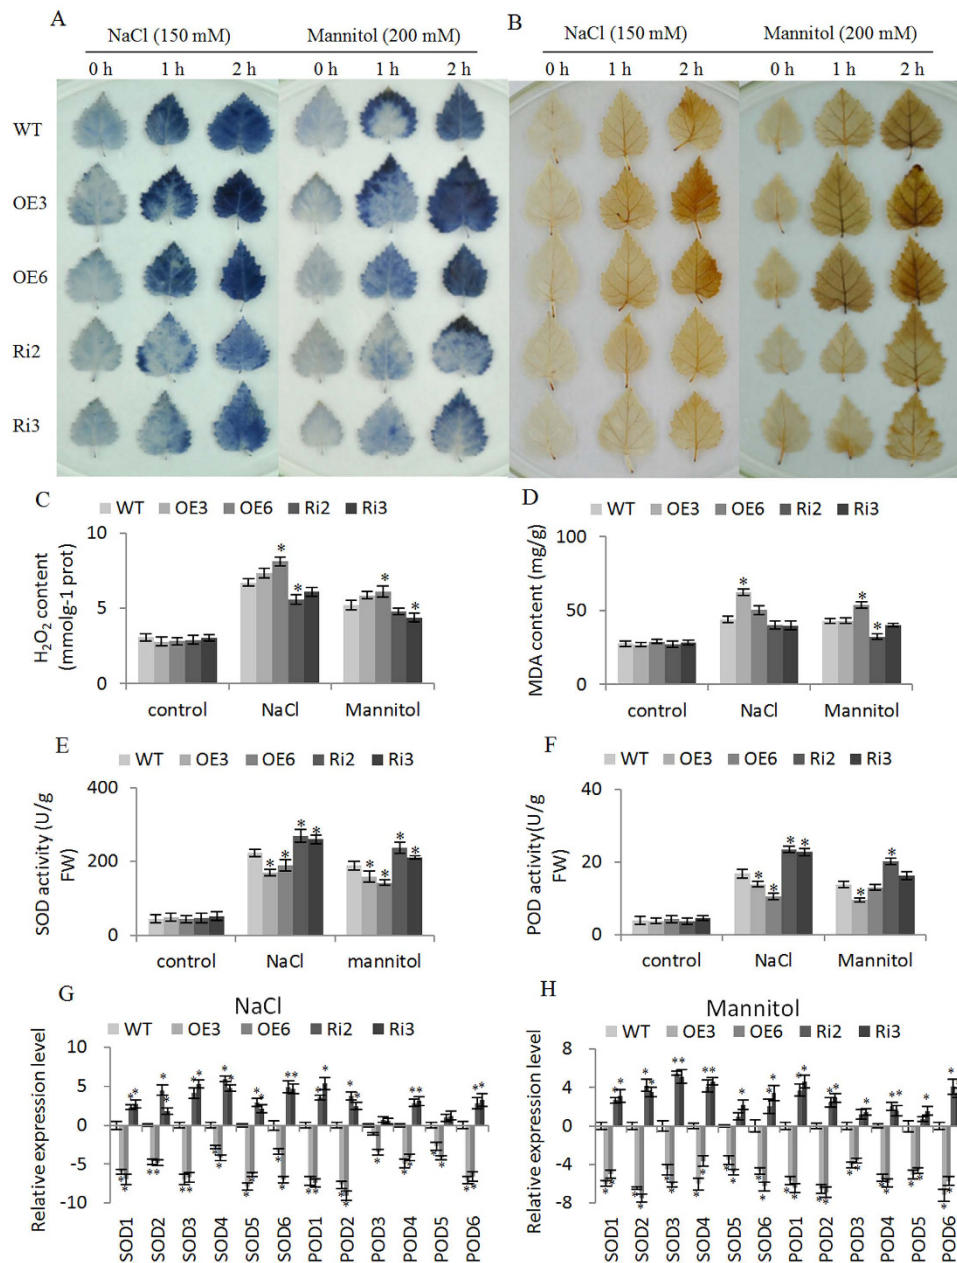 A
NaCl (150 mM) Mannitol (200 mM)
0 h 1 h 2 h 0 h 1 h 2 h
WT
OE3
OE6
Ri2
Ri3
B
NaCl (150 mM) Mannitol (200 mM)
0 h 1 h 2 h 0 h 1 h 2 h
C
WT OE3 OE6 Ri2 Ri3
H2O2 content
(mmolg-1 prot)
10
5
0
* * * *
control NaCl Mannitol
D
WT OE3 OE6 Ri2 Ri3
MDA content (mg/g)
100
50
0
* * *
control NaCl Mannitol
E
WT OE3 OE6 Ri2 Ri3
SOD activity (U/g
FW)
400
200
0
* * * * * * * *
control NaCl mannitol
F
WT OE3 OE6 Ri2 Ri3
POD activity(U/g
FW)
40
20
0
* * * * * *
control NaCl Mannitol
G
NaCl
WT OE3 OE6 Ri2 Ri3
Relative expression level
10
5
0
-5
-10
SOD1 SOD2 SOD3 SOD4 SOD5 SOD6 POD1 POD2 POD3 POD4 POD5 POD6
H
Mannitol
WT OE3 OE6 Ri2 Ri3
Relative expression level
8
4
0
-4
-8
SOD1 SOD2 SOD3 SOD4 SOD5 SOD6 POD1 POD2 POD3 POD4 POD5 POD6